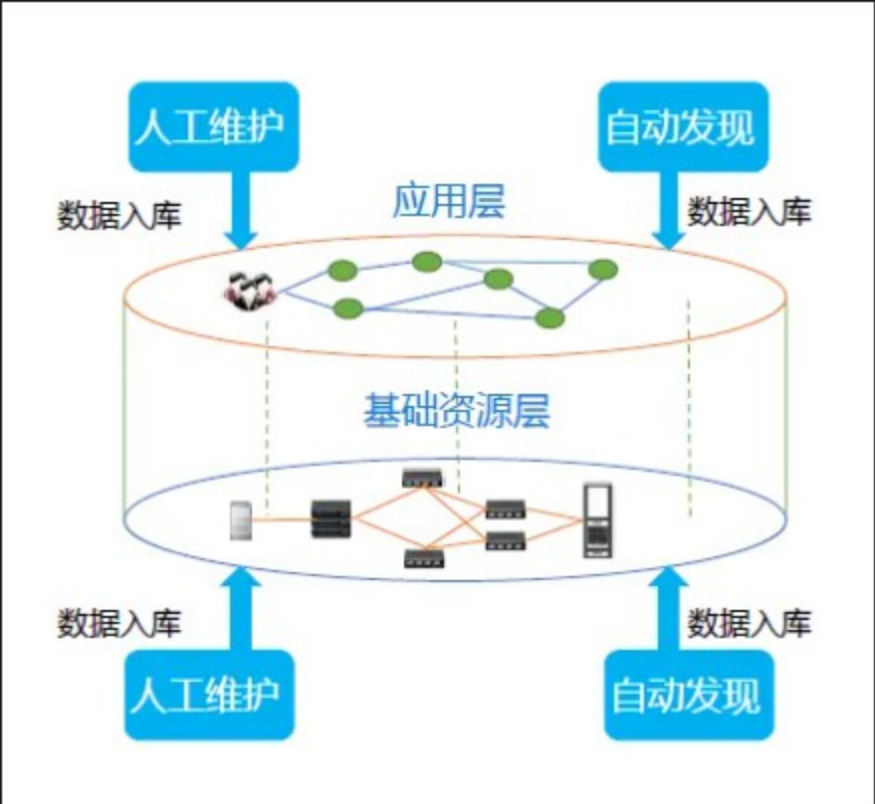 人工维护
自动发现
数据入库
应用层
数据入库
基础资源层
数据入库
数据入库
人工维护
自动发现